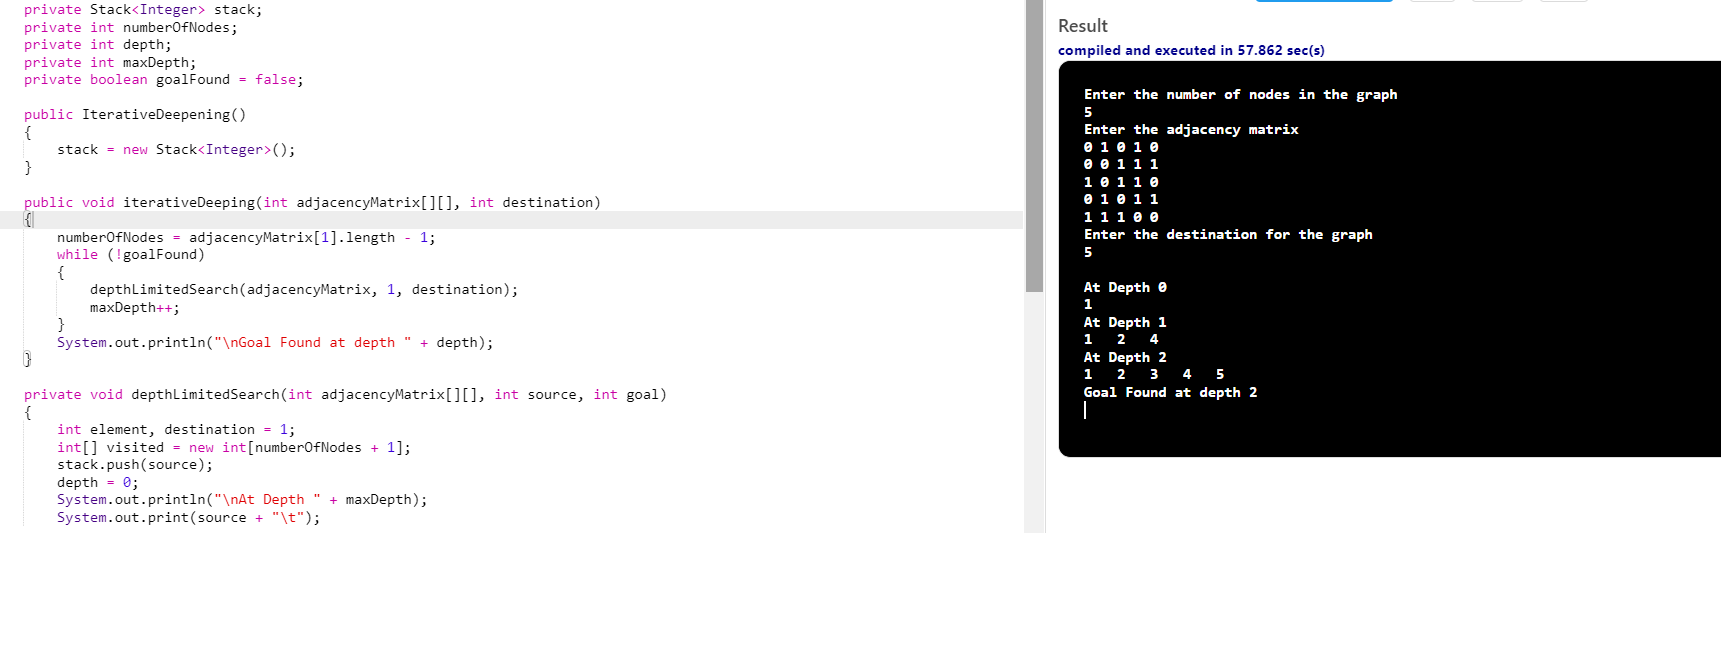 private Stack<Integer> stack;
private int numberOfNodes;
private int depth;
private int maxDepth;
private boolean goalFound = false;
public IterativeDeepening()
{
stack = new Stack<Integer>();
}
public void iterativeDeeping(int adjacencyMatrix[][], int destination)
{
numberOfNodes = adjacencyMatrix[1].length - 1;
while (!goalFound)
{
depthLimitedSearch(adjacencyMatrix, 1, destination);
maxDepth++;
}
System.out.println("\nGoal Found at depth " + depth);
}
private void depthLimitedSearch(int adjacencyMatrix[][], int source, int goal)
{
int element, destination = 1;
int[] visited = new int[numberOfNodes + 1];
stack.push(source);
depth = 0;
System.out.println("\nAt Depth " + maxDepth);
System.out.print(source + "\t");
Result
compiled and executed in 57.862 sec(s)
Enter the number of nodes in the graph
5
Enter the adjacency matrix
0 1 0 1 0
0 0 1 1 1
1 0 1 1 0
0 1 0 1 1
1 1 1 0 0
Enter the destination for the graph
5
At Depth 0
1
At Depth 1
1 2 4
At Depth 2
1 2 3 4 5
Goal Found at depth 2